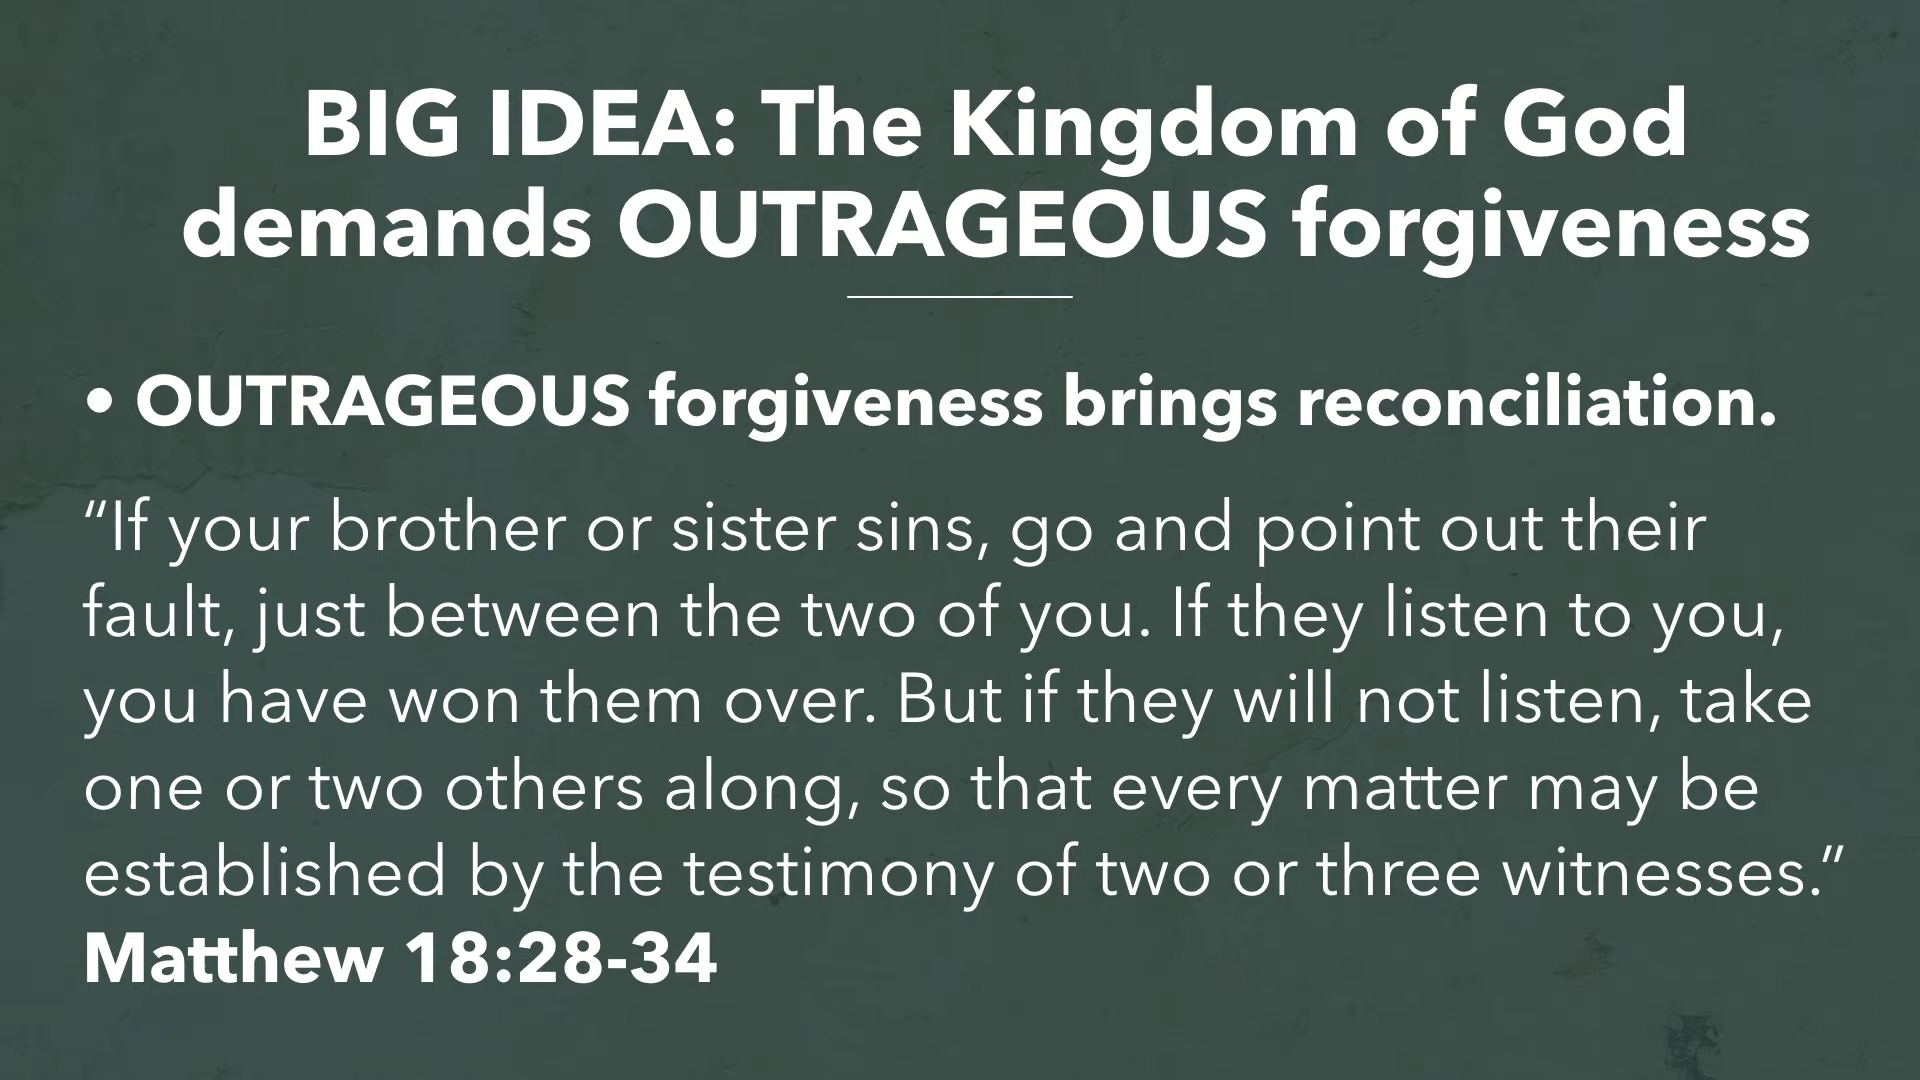 BIG IDEA: The Kingdom of God
demands OUTRAGEOUS forgiveness
• OUTRAGEOUS forgiveness brings reconciliation.
“If your brother or sister sins, go and point out their
fault, just between the two of you. If they listen to you,
you have won them over. But if they will not listen, take
one or two others along, so that every matter may be
established by the testimony of two or three witnesses.”
Matthew 18:28-34